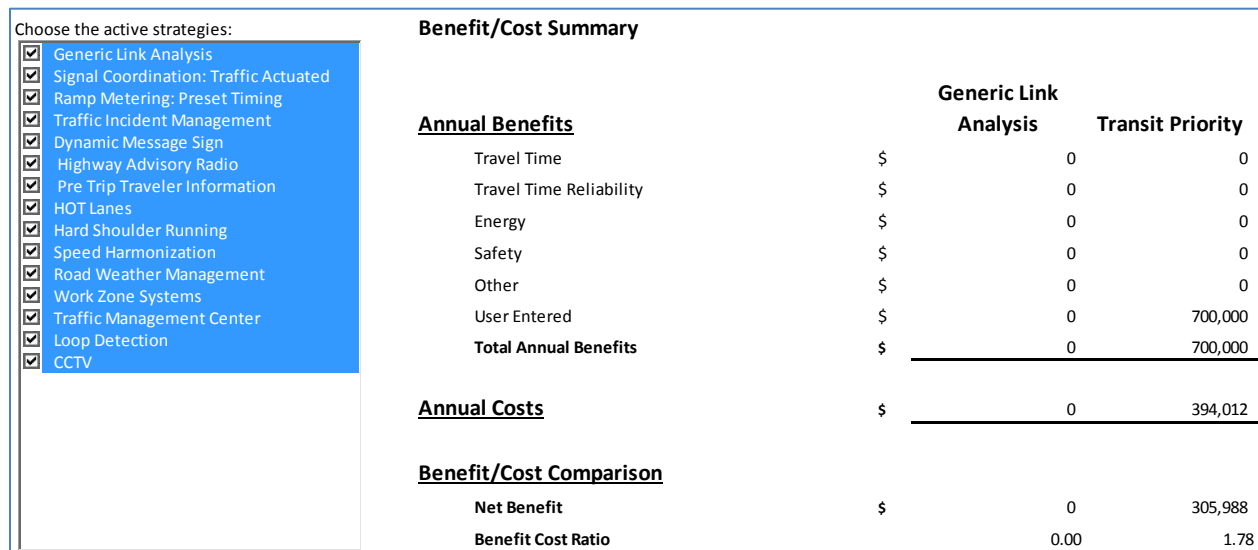 Choose the active strategies:
Generic Link Analysis
Signal Coordination: Traffic Actuated
Ramp Metering: Preset Timing
Traffic Incident Management
Dynamic Message Sign
Highway Advisory Radio
Pre Trip Traveler Information
HOT Lanes
Hard Shoulder Running
Speed Harmonization
Road Weather Management
Work Zone Systems
Traffic Management Center
Loop Detection
CCTV
Benefit/Cost Summary
Generic Link
Annual Benefits Analysis Transit Priority
Travel Time $ 0 0
Travel Time Reliability $ 0 0
Energy $ 0 0
Safety $ 0 0
Other $ 0 0
User Entered $ 0 700,000
Total Annual Benefits $ 0 700,000
Annual Costs $ 0 394,012
Benefit/Cost Comparison
Net Benefit $ 0 305,988
Benefit Cost Ratio 0.00 1.78